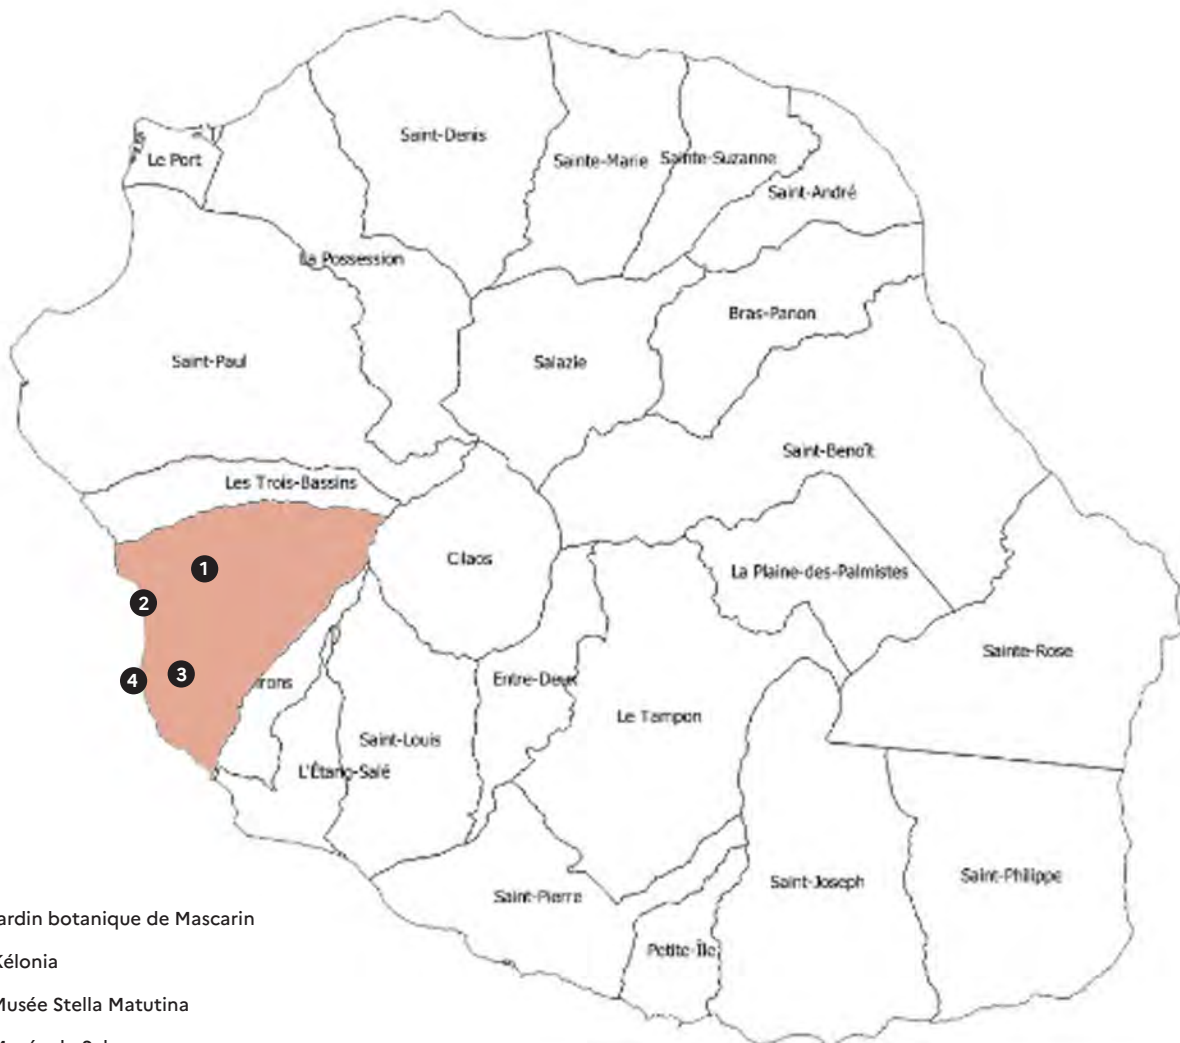 Saint-Denis
Le Port
Sainte-Marie
Sainte-Suzanne
Saint-André
La Possession
Bras-Panon
Saint-Paul
Salazie
Saint-Benoît
Les Trois-Bassins
1
Cilaos
La Plaine-des-Palmistes
2
Sainte-Rose
4
3
irons
Entre-Deux
Le Tampon
Saint-Louis
L'Étang-Salé
Saint-Pierre
Saint-Joseph
Saint-Philippe
Petite-Île
ardin botanique de Mascarin
Kélonia
Musée Stella Matutina